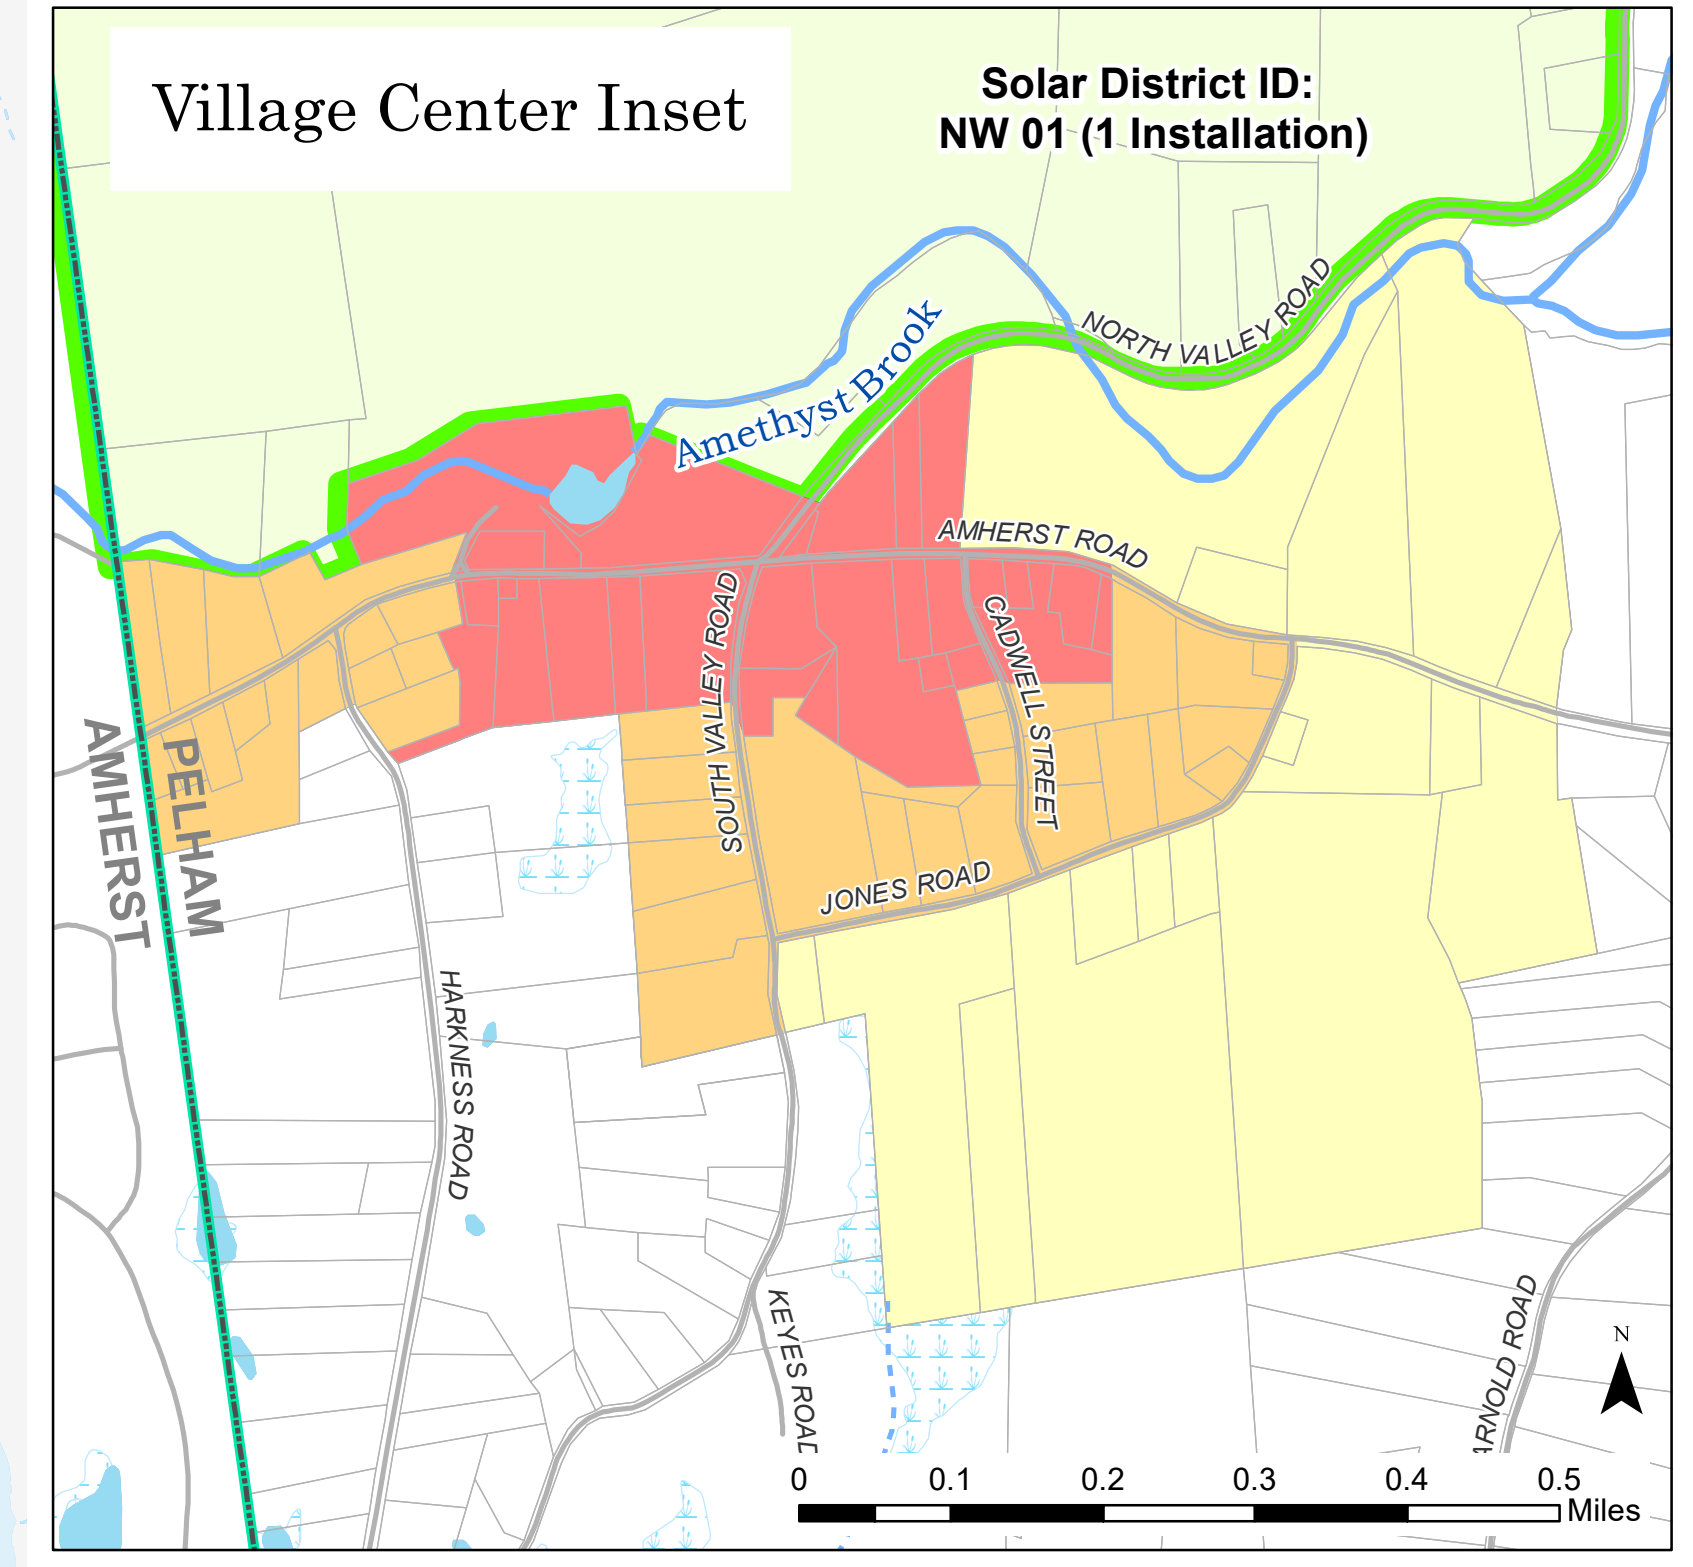 Village Center Inset
Solar District ID:
NW 01 (1 Installation)
NORTH VALLEY ROAD
Amethyst Brook
AMHERST ROAD
SOUTH VALLEY ROAD
CADWELL STREET
AMHERST
PELHAM
JONES ROAD
HARKNESS ROAD
KEYES ROAD
ARNOLD ROAD
N
0 0.1 0.2 0.3 0.4 0.5
Miles